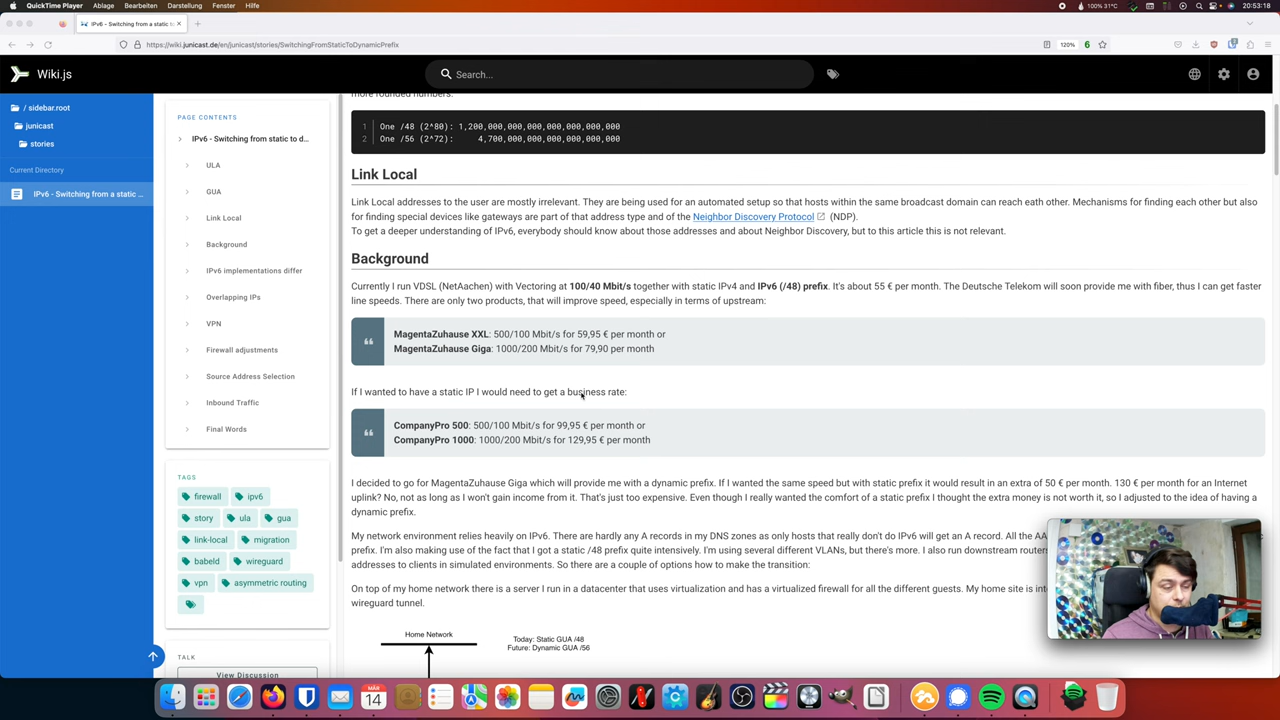 QuickTime Player Ablage Bearbeiten Darstellung Fenster Hilfe 100% 31°C 20:53:18
IPv6 - Switching from a static t
https://wiki.junicast.de/en/junicast/stories/SwitchingFromStaticToDynamicPrefix 120% 6
Wiki.js Search...
/ sidebar.root
junicast
stories
Current Directory
IPv6 - Switching from a static ...
PAGE CONTENTS
IPv6 - Switching from static to d...
ULA
GUA
Link Local
Background
IPv6 implementations differ
Overlapping IPs
VPN
Firewall adjustments
Source Address Selection
Inbound Traffic
Final Words
TAGS
firewall ipv6
story ula gua
link-local migration
babeld wireguard
vpn asymmetric routing
TALK
View Discussion
more rounded numbers.
1 One /48 (2^80): 1,200,000,000,000,000,000,000,000
2 One /56 (2^72): 4,700,000,000,000,000,000,000
Link Local
Link Local addresses to the user are mostly irrelevant. They are being used for an automated setup so that hosts within the same broadcast domain can reach each other. Mechanisms for finding each other but also
for finding special devices like gateways are part of that address type and of the Neighbor Discovery Protocol (NDP).
To get a deeper understanding of IPv6, everybody should know about those addresses and about Neighbor Discovery, but to this article this is not relevant.
Background
Currently I run VDSL (NetAachen) with Vectoring at 100/40 Mbit/s together with static IPv4 and IPv6 (/48) prefix. It's about 55 € per month. The Deutsche Telekom will soon provide me with fiber, thus I can get faster
line speeds. There are only two products, that will improve speed, especially in terms of upstream:
MagentaZuhause XXL: 500/100 Mbit/s for 59,95 € per month or
MagentaZuhause Giga: 1000/200 Mbit/s for 79,90 per month
If I wanted to have a static IP I would need to get a business rate:
CompanyPro 500: 500/100 Mbit/s for 99,95 € per month or
CompanyPro 1000: 1000/200 Mbit/s for 129,95 € per month
I decided to go for MagentaZuhause Giga which will provide me with a dynamic prefix. If I wanted the same speed but with static prefix it would result in an extra of 50 € per month. 130 € per month for an Internet
uplink? No, not as long as I won't gain income from it. That's just too expensive. Even though I really wanted the comfort of a static prefix I thought the extra money is not worth it, so I adjusted to the idea of having a
dynamic prefix.
My network environment relies heavily on IPv6. There are hardly any A records in my DNS zones as only hosts that really don't do IPv6 will get an A record. All the AA
prefix. I'm also making use of the fact that I got a static /48 prefix quite intensively. I'm using several different VLANs, but there's more. I also run downstream routers
addresses to clients in simulated environments. So there are a couple of options how to make the transition:
On top of my home network there is a server I run in a datacenter that uses virtualization and has a virtualized firewall for all the different guests. My home site is int
wireguard tunnel.
Home Network
Today: Static GUA /48
Future: Dynamic GUA /56
MÄR
14